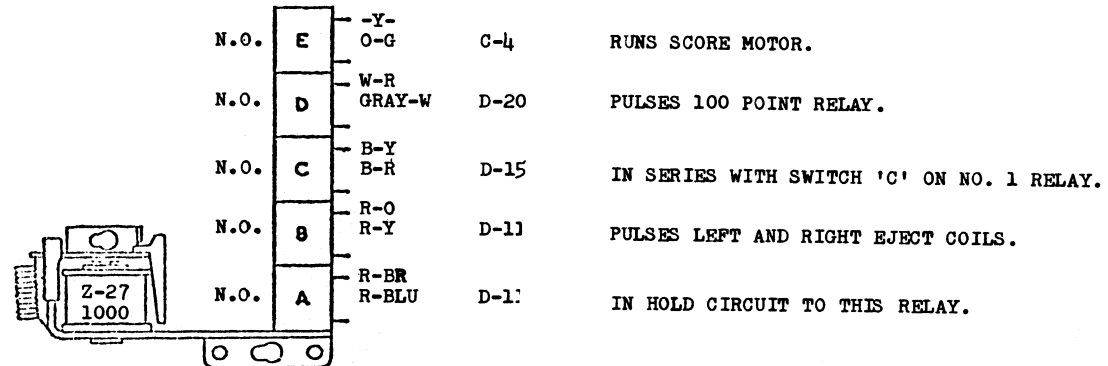 -Y-
N.O. E O-G C-4 RUNS SCORE MOTOR.
W-R
N.O. D GRAY-W D-20 PULSES 100 POINT RELAY.
B-Y
N.O. C B-R D-15 IN SERIES WITH SWITCH 'C' ON NO. 1 RELAY.
R-O
N.O. B R-Y PULSES LEFT AND RIGHT EJECT COILS.
R-BR
Z-27 N.O. A R-BLU IN HOLD CIRCUIT TO THIS RELAY.
1000